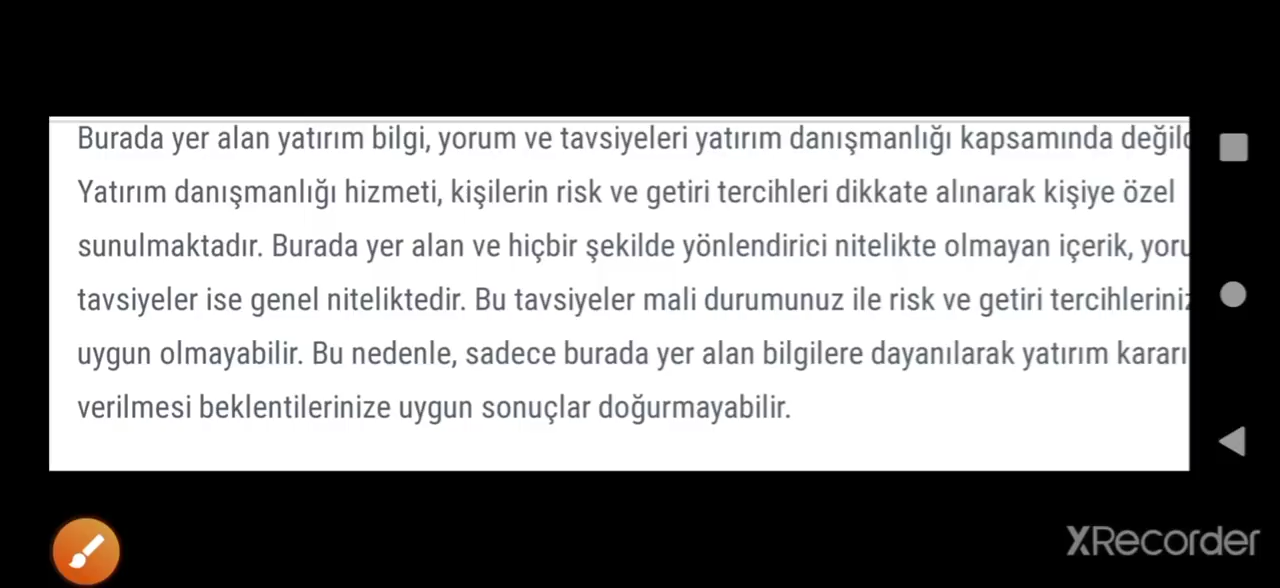 Burada yer alan yatırım bilgi, yorum ve tavsiyeleri yatırım danışmanlığı kapsamında
Yatırım danışmanlığı hizmeti, kişilerin risk ve getiri tercihleri dikkate alınarak kişiye özel
sunulmaktadır. Burada yer alan ve hiçbir şekilde yönlendirici nitelikte olmayan içerik,
tavsiyeler ise genel niteliktedir. Bu tavsiyeler mali durumunuz ile risk ve getiri
uygun olmayabilir. Bu nedenle, sadece burada yer alan bilgilere dayanılarak yatırım kararı
verilmesi beklentilerinize uygun sonuçlar doğurmayabilir.
XRecorder